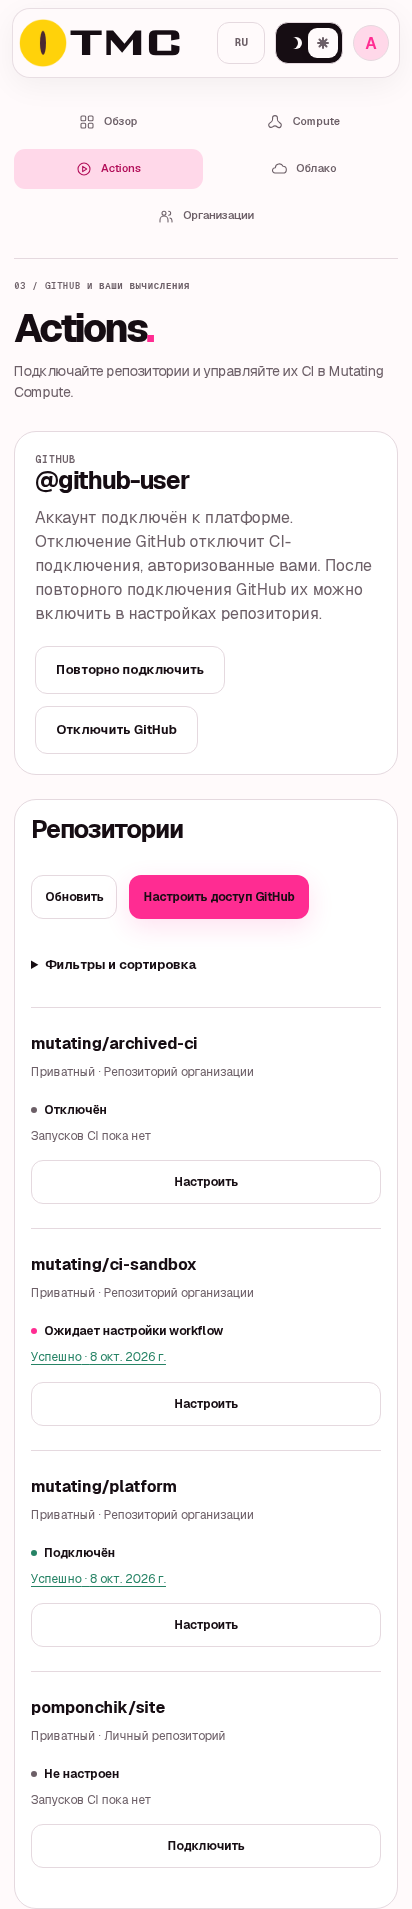 TMC
RU
A
Обзор
Compute
Actions
Облако
Организации
03 / GITHUB И ВАШИ ВЫЧИСЛЕНИЯ
Actions.
Подключайте репозитории и управляйте их CI в Mutating
Compute.
GITHUB
@github-user
Аккаунт подключён к платформе.
Отключение GitHub отключит CI-
подключения, авторизованные вами. После
повторного подключения GitHub их можно
включить в настройках репозитория.
Повторно подключить
Отключить GitHub
Репозитории
Обновить
Настроить доступ GitHub
Фильтры и сортировка
mutating/archived-ci
Приватный · Репозиторий организации
Отключён
Запусков CI пока нет
Настроить
mutating/ci-sandbox
Приватный · Репозиторий организации
Ожидает настройки workflow
Успешно · 8 окт. 2026 г.
Настроить
mutating/platform
Приватный · Репозиторий организации
Подключён
Успешно · 8 окт. 2026 г.
Настроить
pomponchik/site
Приватный · Личный репозиторий
Не настроен
Запусков CI пока нет
Подключить